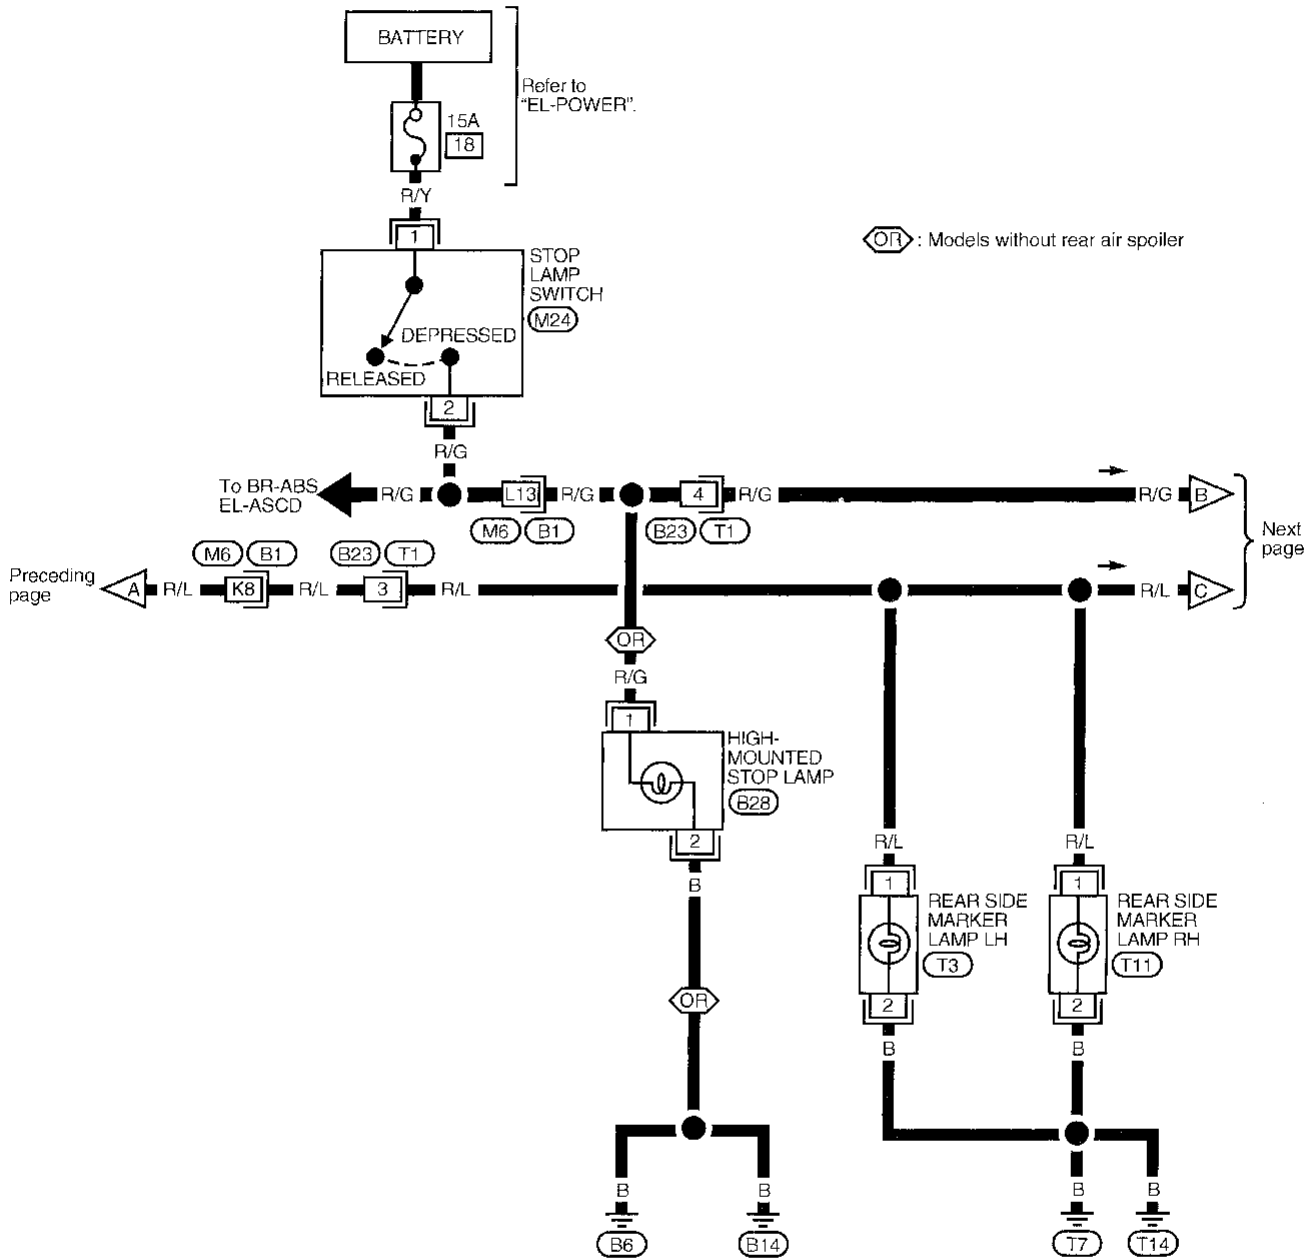 BATTERY
Refer to
"EL-POWER".
15A
18
R/Y
1
STOP
LAMP
SWITCH
M24
DEPRESSED
RELEASED
2
R/G
OR : Models without rear air spoiler
To BR-ABS
EL-ASCD
R/G
L13
R/G
4
R/G
R/G
B
M6
B1
B23
T1
Next
page
M6
B1
B23
T1
Preceding
page
A
R/L
K8
R/L
3
R/L
R/L
C
OR
R/G
1
HIGH-
MOUNTED
STOP LAMP
B28
2
B
OR
B
B
B6
B14
R/L
1
REAR SIDE
MARKER
LAMP LH
T3
2
B
R/L
1
REAR SIDE
MARKER
LAMP RH
T11
2
B
B
B
T7
T14